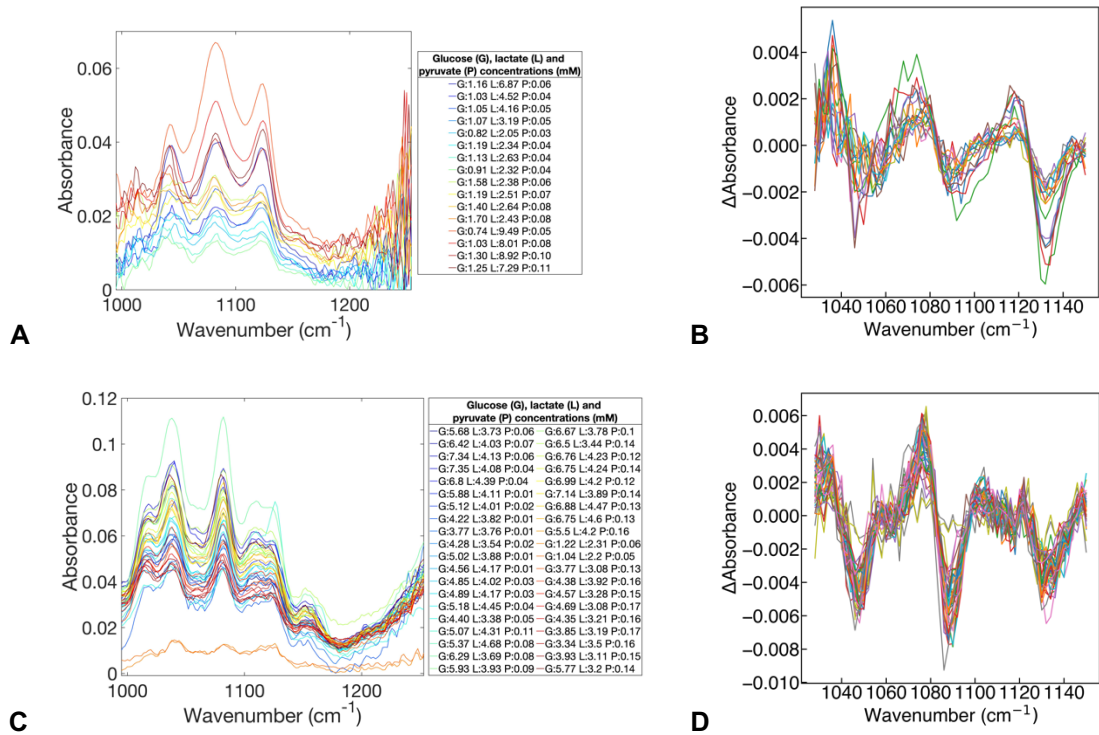 Glucose (G), lactate (L) and
pyruvate (P) concentrations (mM)
G:1.16 L:6.87 P:0.06
G:1.03 L:4.52 P:0.04
G:1.05 L:4.16 P:0.05
G:1.07 L:3.19 P:0.05
G:0.82 L:2.05 P:0.03
G:1.19 L:2.34 P:0.04
G:1.13 L:2.63 P:0.04
G:0.91 L:2.32 P:0.04
G:1.58 L:2.38 P:0.06
G:1.19 L:2.51 P:0.07
G:1.40 L:2.64 P:0.08
G:1.70 L:2.43 P:0.08
G:0.74 L:9.49 P:0.05
G:1.03 L:8.01 P:0.08
G:1.30 L:8.92 P:0.10
G:1.25 L:7.29 P:0.11
0.06
0.04
0.02
0
Absorbance
1000 1100 1200
Wavenumber (cm⁻¹)
A
0.004
0.002
0.000
−0.002
−0.004
−0.006
ΔAbsorbance
1040 1060 1080 1100 1120 1140
Wavenumber (cm⁻¹)
B
0.12
0.1
0.08
0.06
0.04
0.02
0
Absorbance
1000 1100 1200
Wavenumber (cm⁻¹)
C
Glucose (G), lactate (L) and
pyruvate (P) concentrations (mM)
G:5.68 L:3.73 P:0.06 G:6.67 L:3.78 P:0.1
G:6.42 L:4.03 P:0.07 G:6.5 L:3.44 P:0.14
G:7.34 L:4.13 P:0.06 G:6.76 L:4.23 P:0.12
G:7.35 L:4.08 P:0.04 G:6.75 L:4.24 P:0.14
G:6.8 L:4.39 P:0.04 G:6.99 L:4.2 P:0.12
G:5.88 L:4.11 P:0.01 G:7.14 L:3.89 P:0.14
G:5.12 L:4.01 P:0.02 G:6.88 L:4.47 P:0.13
G:4.22 L:3.82 P:0.01 G:6.75 L:4.6 P:0.13
G:3.77 L:3.76 P:0.01 G:5.5 L:4.2 P:0.16
G:4.28 L:3.54 P:0.02 G:1.22 L:2.31 P:0.06
G:5.02 L:3.88 P:0.01 G:1.04 L:2.2 P:0.05
G:4.56 L:4.17 P:0.01 G:3.77 L:3.08 P:0.13
G:4.85 L:4.02 P:0.03 G:4.38 L:3.92 P:0.16
G:4.89 L:4.17 P:0.03 G:4.57 L:3.28 P:0.15
G:5.18 L:4.45 P:0.04 G:4.69 L:3.08 P:0.17
G:4.40 L:3.38 P:0.05 G:4.35 L:3.21 P:0.16
G:5.07 L:4.31 P:0.11 G:3.85 L:3.19 P:0.17
G:5.37 L:4.68 P:0.08 G:3.34 L:3.5 P:0.16
G:6.29 L:3.69 P:0.08 G:3.93 L:3.11 P:0.15
G:5.93 L:3.93 P:0.09 G:5.77 L:3.2 P:0.14
0.006
0.004
0.002
0.000
−0.002
−0.004
−0.006
−0.008
−0.010
ΔAbsorbance
1040 1060 1080 1100 1120 1140
Wavenumber (cm⁻¹)
D